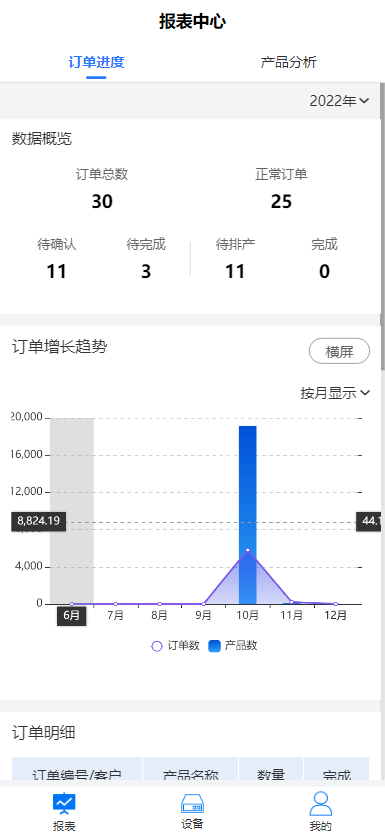 报表中心
订单进度 产品分析
2022年
数据概览
订单总数 正常订单
30 25
待确认 待完成 待排产 完成
11 3 11 0
订单增长趋势 横屏
按月显示
20,000
16,000
12,000
8,824.19
4,000
0
6月 7月 8月 9月 10月 11月 12月
订单数 产品数
订单明细
订单编号/客户 产品名称 数量 完成
报表 设备 我的